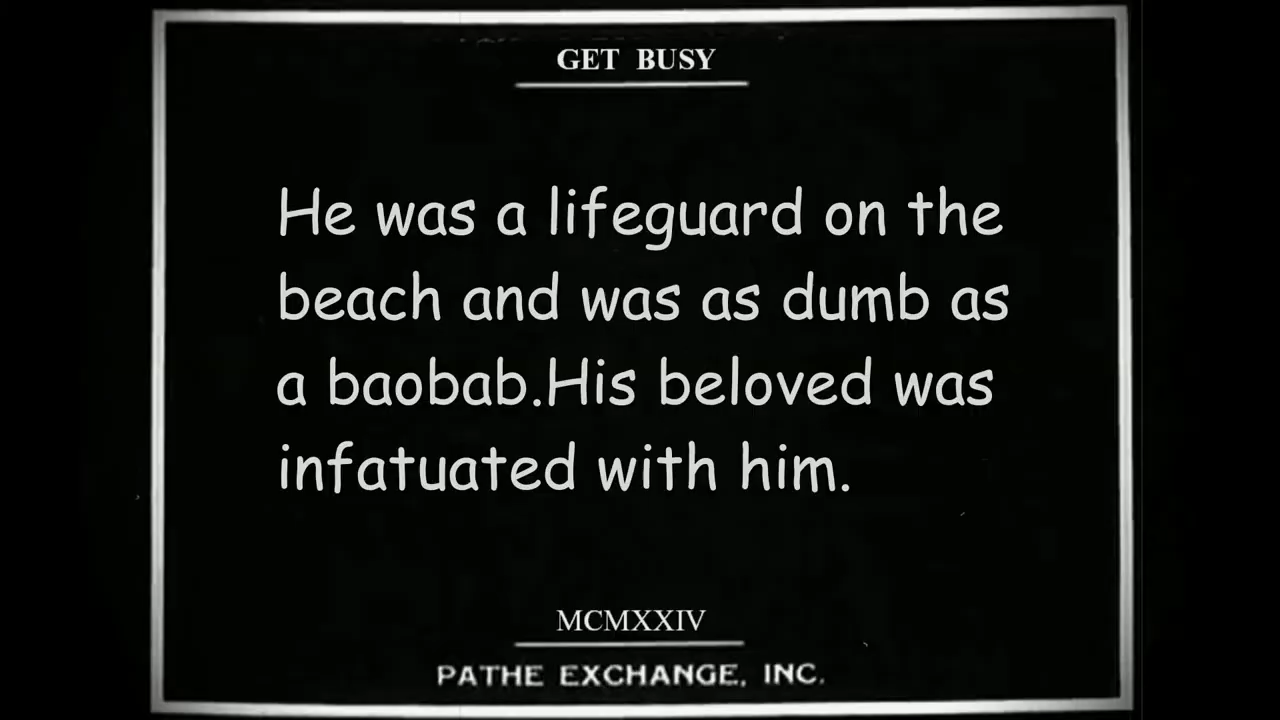 GET BUSY
He was a lifeguard on the
beach and was as dumb as
a baobab.His beloved was
infatuated with him.
MCMXXIV
PATHE EXCHANGE, INC.